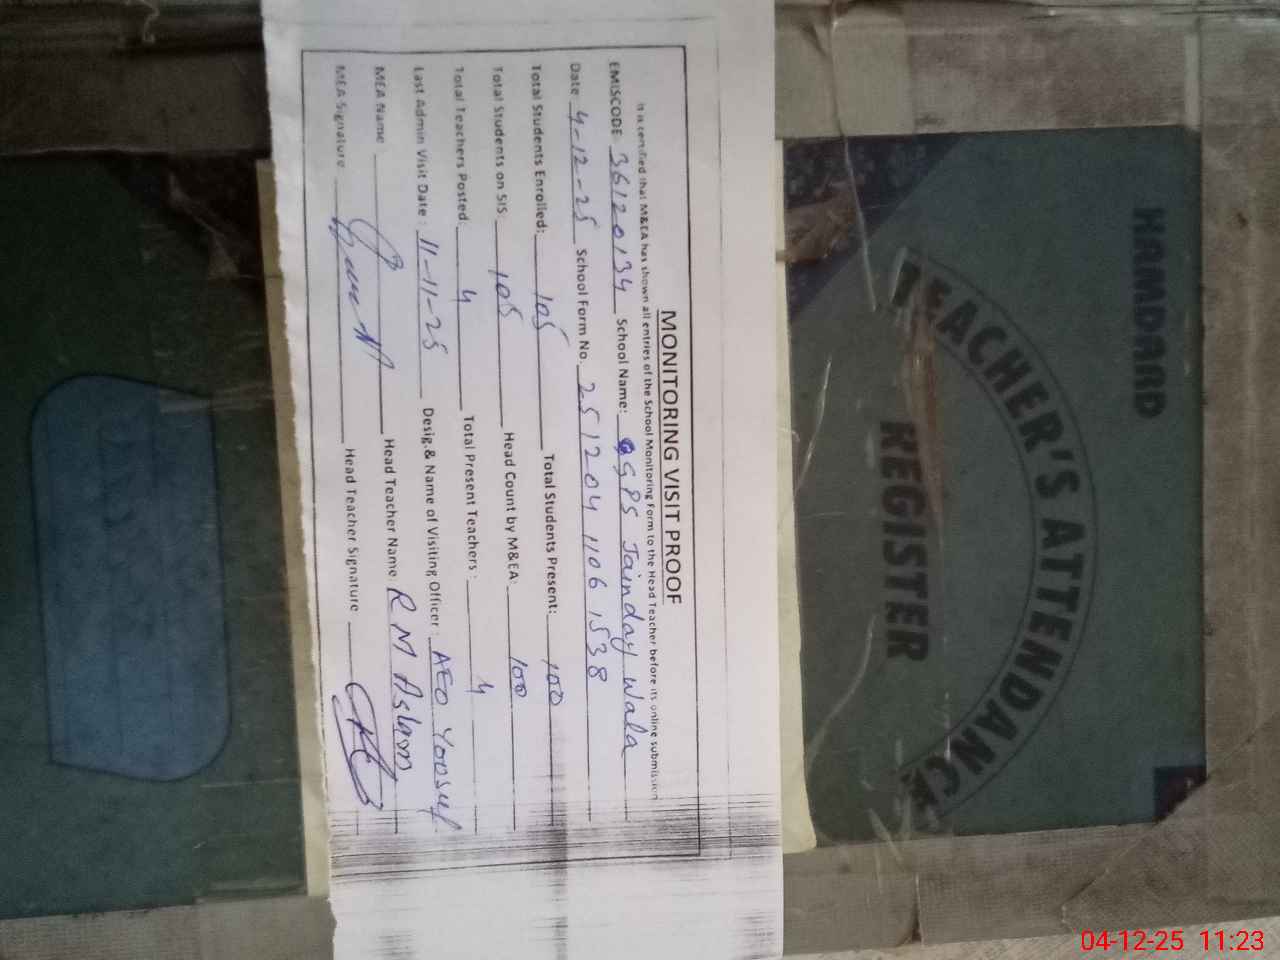 MONITORING VISIT PROOF
It is certified that M&EA has shown all entries of the School Monitoring Form to the Head Teacher before its online submission
EMISCODE 36120134 School Name: GPS Jainday Wala
Date 4-12-25 School Form No. 25120411061538
Total Students Enrolled: 105 Total Students Present: 100
Total Students on SIS: 105 Head Count by M&EA: 100
Total Teachers Posted: 4 Total Present Teachers: 4
Last Admin Visit Date: 11-11-25 Desig.& Name of Visiting Officer: AEO Yousuf
MEA Name Head Teacher Name: R M Aslam
MEA Signature Head Teacher Signature
HAMDARD
TEACHER'S ATTENDANCE
REGISTER
04-12-25 11:23